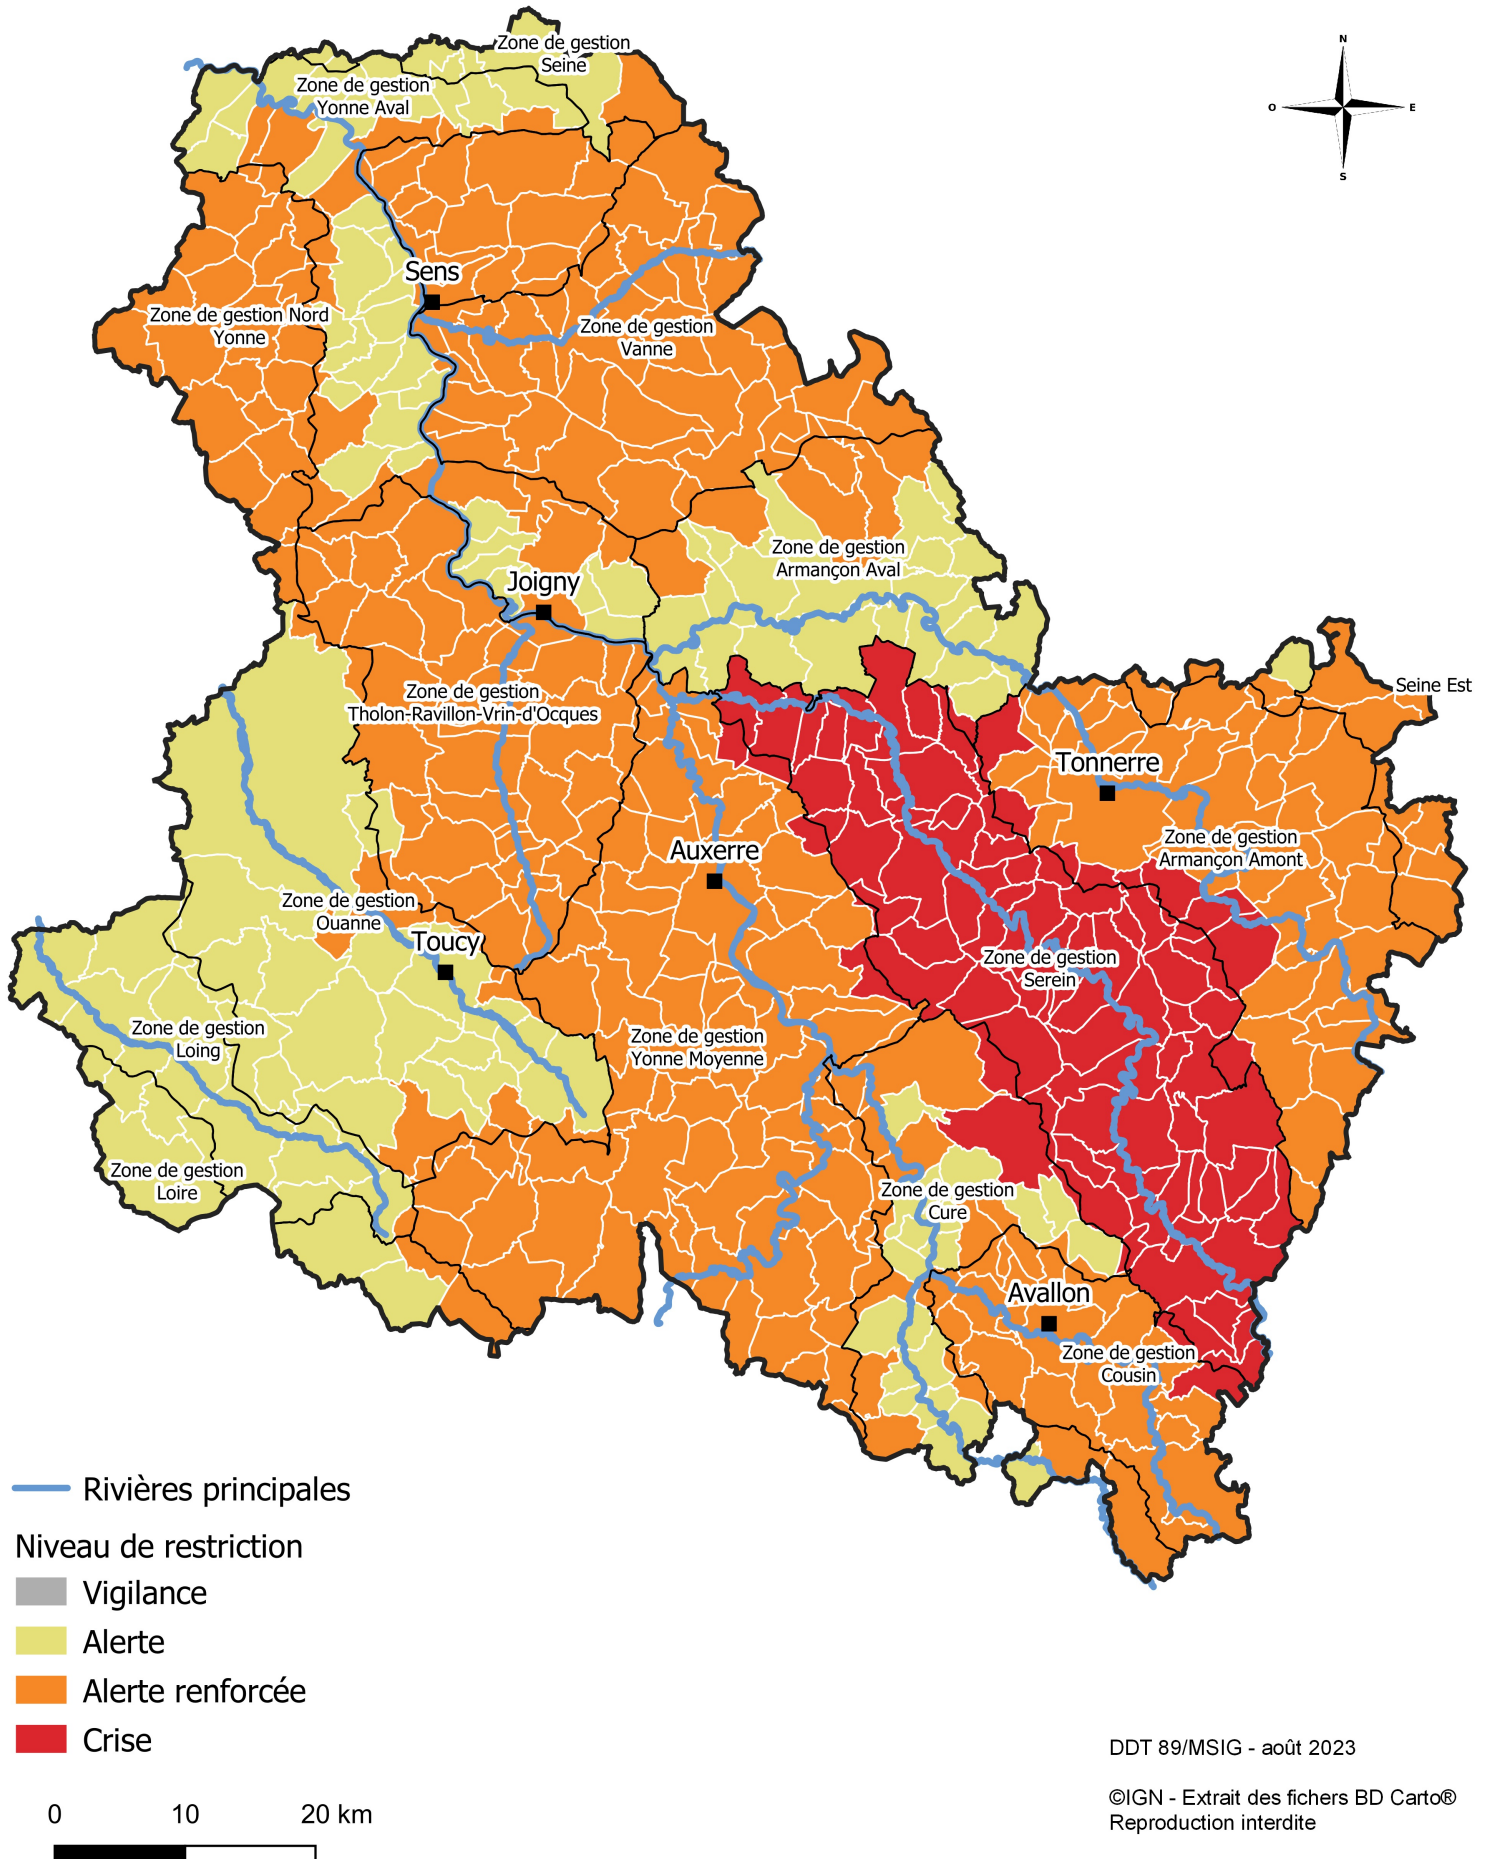 N
O
E
S
Zone de gestion
Seine
Zone de gestion
Yonne Aval
Sens
Zone de gestion Nord
Yonne
Zone de gestion
Vanne
Zone de gestion
Armançon Aval
Joigny
Zone de gestion
Tholon-Ravillon-Vrin-d'Ocques
Seine Est
Tonnerre
Zone de gestion
Armançon Amont
Auxerre
Zone de gestion
Ouanne
Toucy
Zone de gestion
Serein
Zone de gestion
Loing
Zone de gestion
Yonne Moyenne
Zone de gestion
Loire
Zone de gestion
Cure
Avallon
Zone de gestion
Cousin
Rivières principales
Niveau de restriction
Vigilance
Alerte
Alerte renforcée
Crise
0 10 20 km
DDT 89/MSIG - août 2023
©IGN - Extrait des fichers BD Carto®
Reproduction interdite